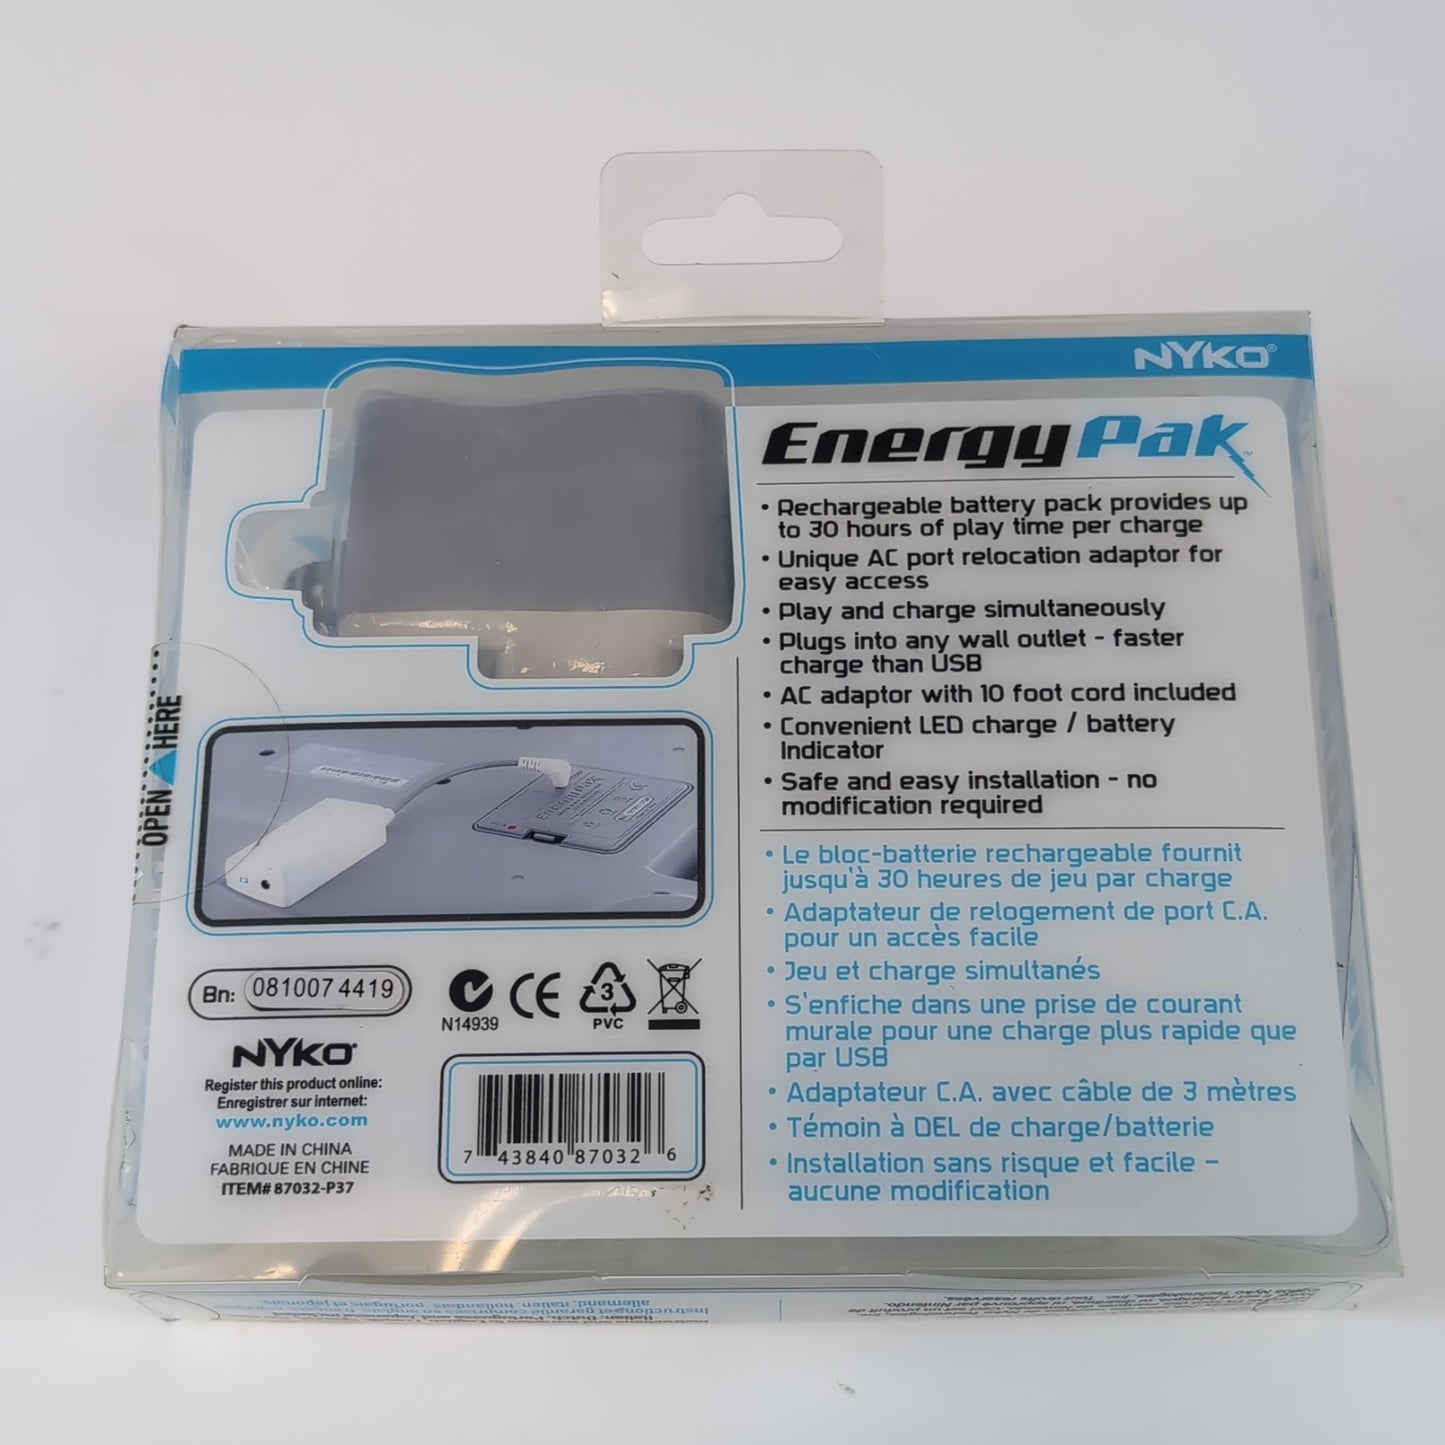 NYKO®
EnergyPak™
• Rechargeable battery pack provides up
to 30 hours of play time per charge
• Unique AC port relocation adaptor for
easy access
• Play and charge simultaneously
• Plugs into any wall outlet - faster
charge than USB
• AC adaptor with 10 foot cord included
• Convenient LED charge / battery
Indicator
• Safe and easy installation - no
modification required
• Le bloc-batterie rechargeable fournit
jusqu'à 30 heures de jeu par charge
• Adaptateur de relogement de port C.A.
pour un accès facile
• Jeu et charge simultanés
• S'enfiche dans une prise de courant
murale pour une charge plus rapide que
par USB
• Adaptateur C.A. avec câble de 3 mètres
• Témoin à DEL de charge/batterie
• Installation sans risque et facile –
aucune modification
OPEN HERE
EnergyPak
Bn: 081007 4419
N14939
CE
3
PVC
NYKO
Register this product online:
Enregistrer sur internet:
www.nyko.com
MADE IN CHINA
FABRIQUE EN CHINE
ITEM# 87032-P37
7 43840 87032 6
allemand, italien, hollandais, portugais et japonais